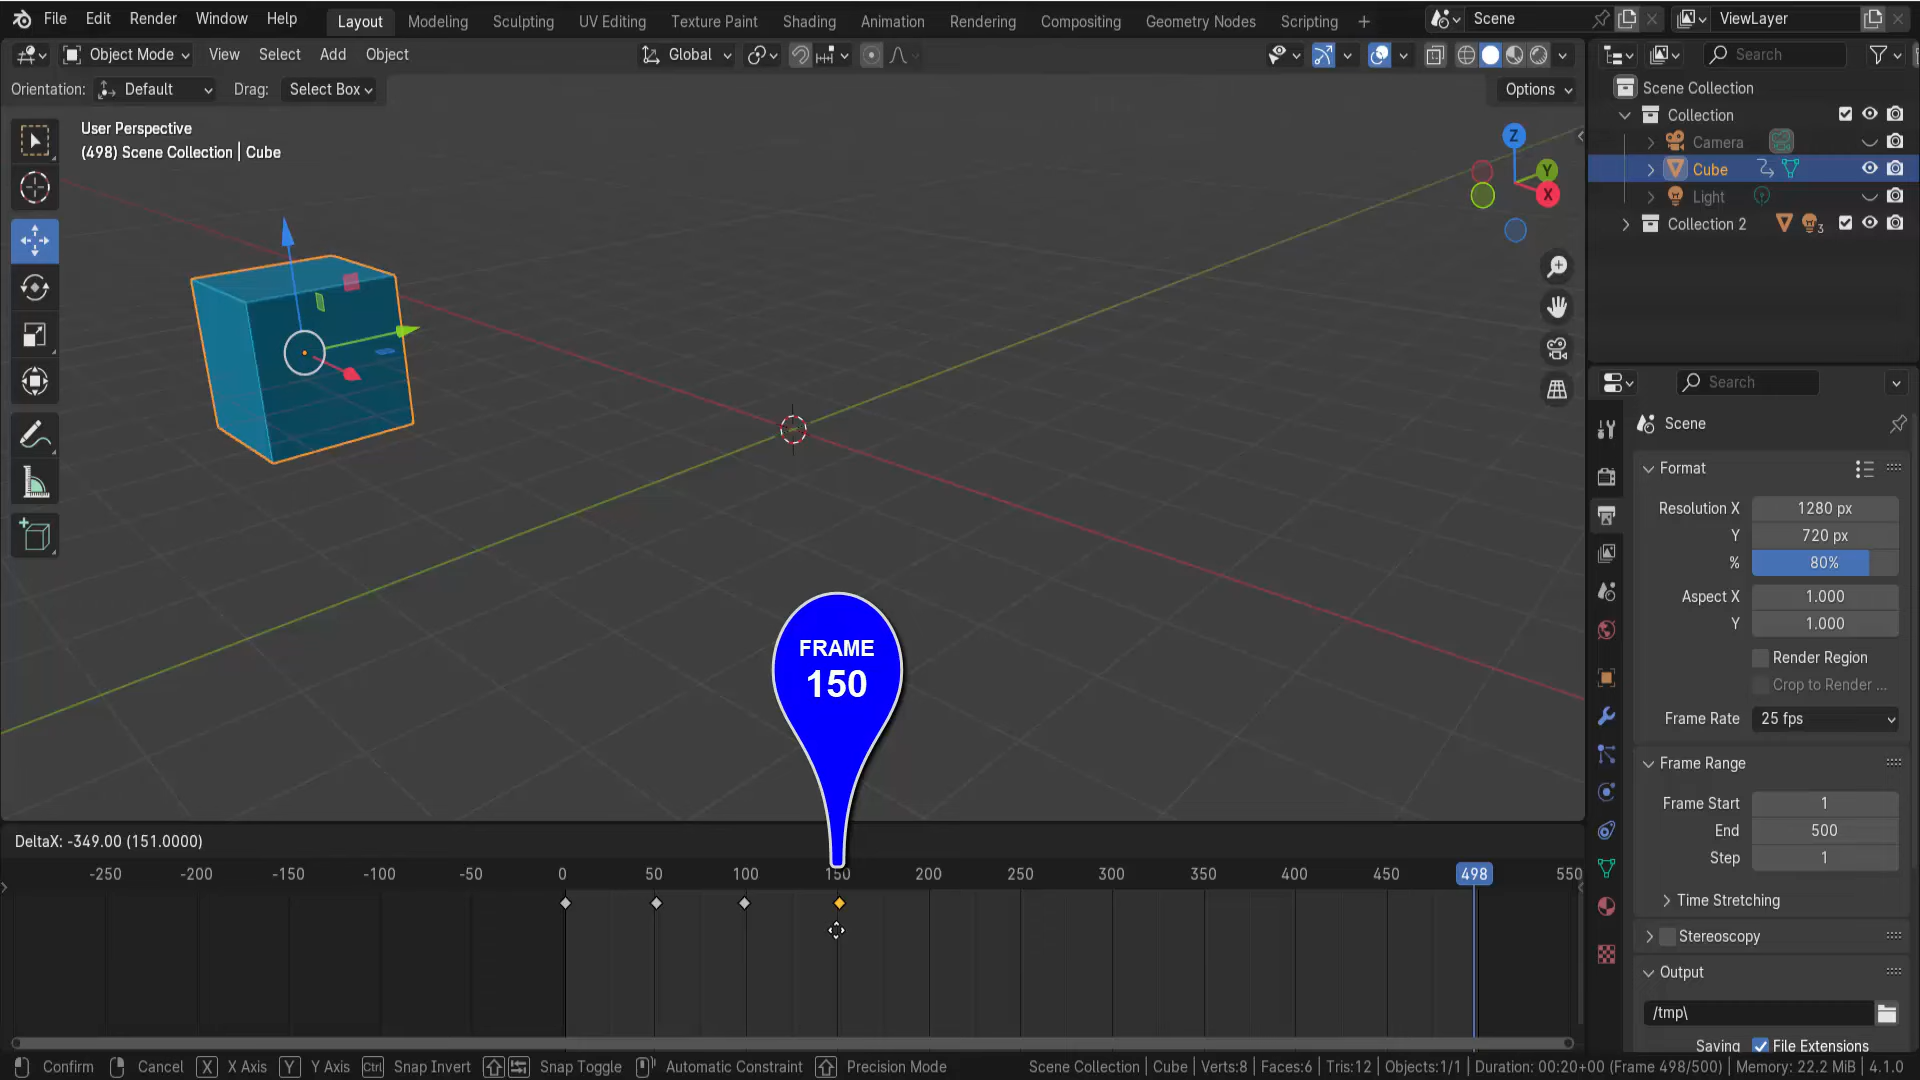 File Edit Render Window Help Layout Modeling Sculpting UV Editing Texture Paint Shading Animation Rendering Compositing Geometry Nodes Scripting + Scene ViewLayer
Object Mode View Select Add Object Global Search
Orientation: Default Drag: Select Box Options
User Perspective
(498) Scene Collection | Cube
Z
Y
X
Scene Collection
Collection
Camera
Cube
Light
Collection 2 3
Search
Scene
Format
Resolution X 1280 px
Y 720 px
% 80%
Aspect X 1.000
Y 1.000
Render Region
Crop to Render ...
Frame Rate 25 fps
Frame Range
Frame Start 1
End 500
Step 1
Time Stretching
Stereoscopy
Output
/tmp\
Saving File Extensions
FRAME
150
DeltaX: -349.00 (151.0000)
-250 -200 -150 -100 -50 0 50 100 150 200 250 300 350 400 450 498 550
Confirm Cancel X X Axis Y Y Axis Ctrl Snap Invert Snap Toggle Automatic Constraint Precision Mode Scene Collection | Cube | Verts:8 | Faces:6 | Tris:12 | Objects:1/1 | Duration: 00:20+00 (Frame 498/500) | Memory: 22.2 MiB | 4.1.0